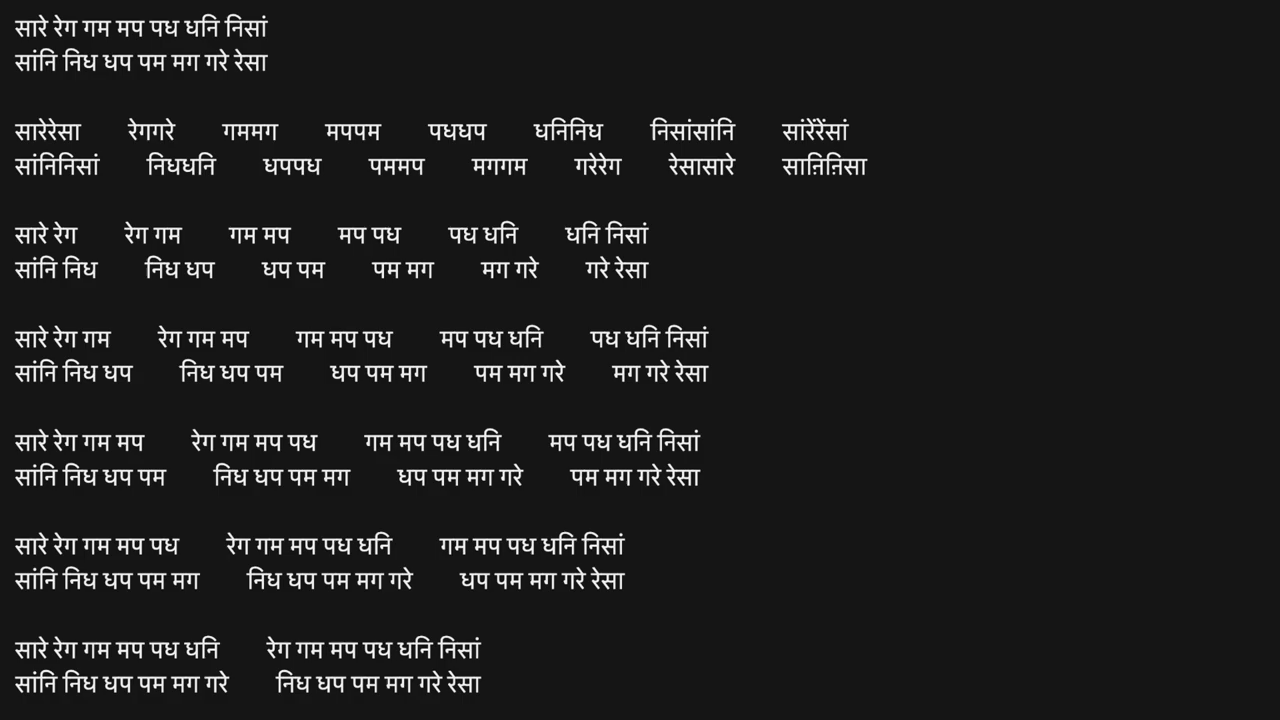 सारे रेग गम मप पध धनि निसां
सांनि निध धप पम मग गरे रेसा
सारेरेसा रेगगरे गममग मपपम पधधप धनिनिध निसांसांनि सांरेंरेंसां
सांनिनिसां निधधनि धपपध पममप मगगम गरेरेग रेसासारे साऩिऩिसा
सारे रेग रेग गम गम मप मप पध पध धनि धनि निसां
सांनि निध निध धप धप पम पम मग मग गरे गरे रेसा
सारे रेग गम रेग गम मप गम मप पध मप पध धनि पध धनि निसां
सांनि निध धप निध धप पम धप पम मग पम मग गरे मग गरे रेसा
सारे रेग गम मप रेग गम मप पध गम मप पध धनि मप पध धनि निसां
सांनि निध धप पम निध धप पम मग धप पम मग गरे पम मग गरे रेसा
सारे रेग गम मप पध रेग गम मप पध धनि गम मप पध धनि निसां
सांनि निध धप पम मग निध धप पम मग गरे धप पम मग गरे रेसा
सारे रेग गम मप पध धनि रेग गम मप पध धनि निसां
सांनि निध धप पम मग गरे निध धप पम मग गरे रेसा